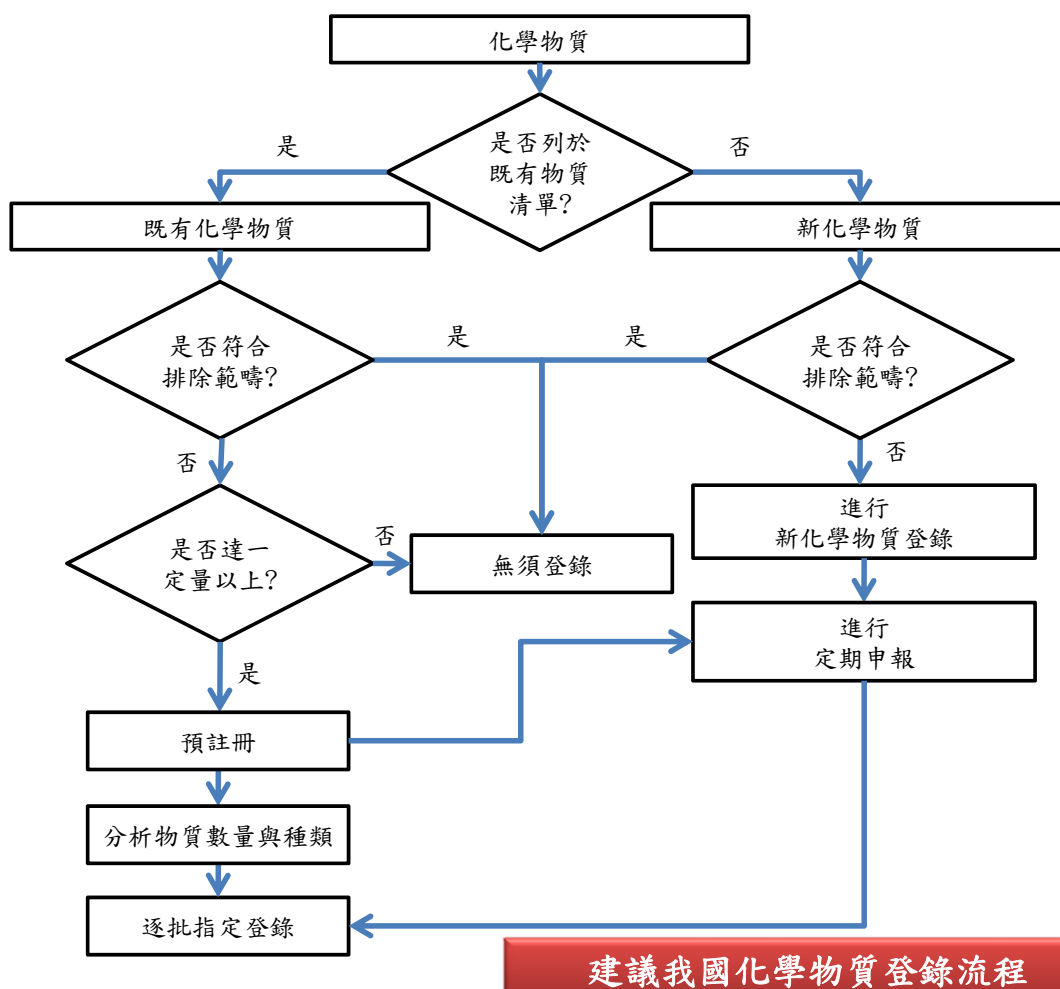 化學物質
是否列於
既有物質
清單?
是
否
既有化學物質
新化學物質
是否符合
排除範疇?
是
是
是否符合
排除範疇?
否
否
是否達一
定量以上?
否
無須登錄
進行
新化學物質登錄
進行
定期申報
是
預註冊
分析物質數量與種類
逐批指定登錄
建議我國化學物質登錄流程